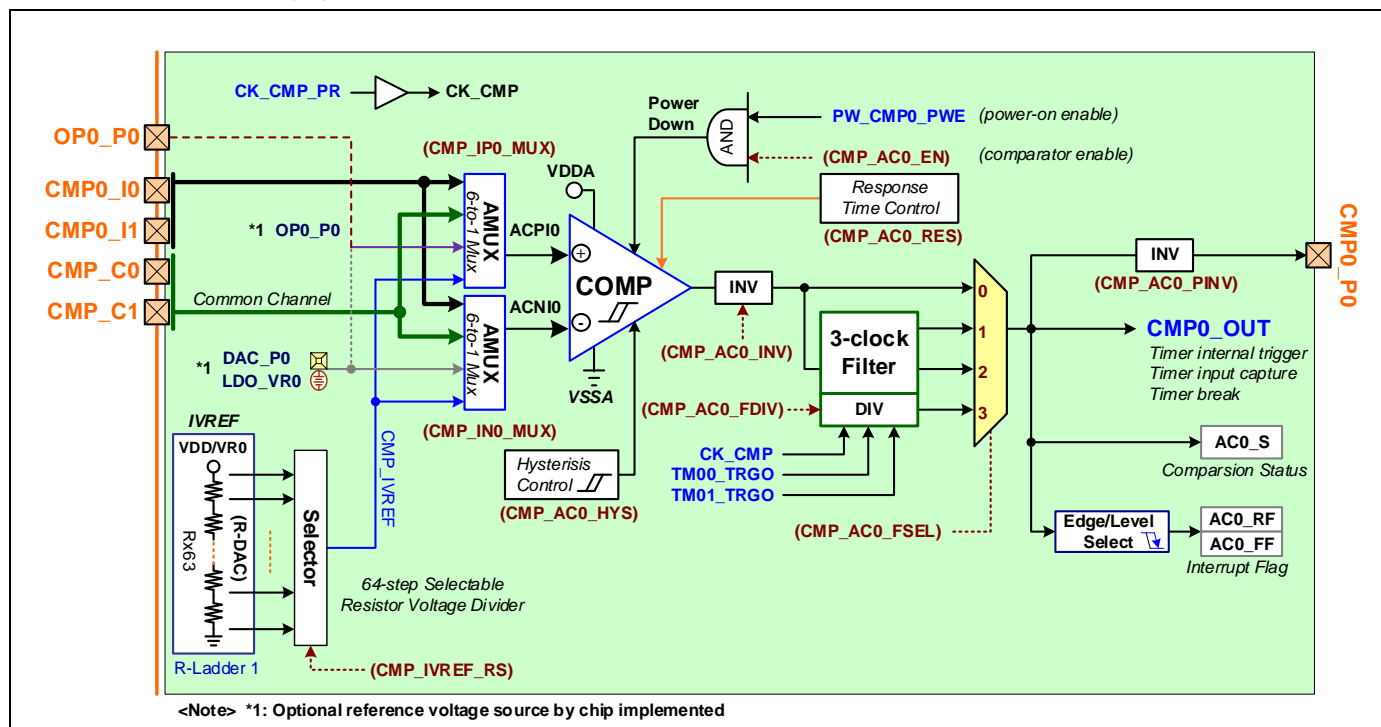 CK_CMP_PR
CK_CMP
Power
Down
AND
PW_CMP0_PWE
(power-on enable)
(CMP_AC0_EN)
(comparator enable)
OP0_P0
CMP0_I0
CMP0_I1
CMP_C0
CMP_C1
*1 OP0_P0
Common Channel
*1
DAC_P0
LDO_VR0
(CMP_IP0_MUX)
AMUX
6-to-1 Mux
ACPI0
AMUX
6-to-1 Mux
ACNI0
(CMP_IN0_MUX)
VDDA
+
COMP
-
VSSA
Response
Time Control
(CMP_AC0_RES)
INV
(CMP_AC0_INV)
Hysterisis
Control
(CMP_AC0_HYS)
3-clock
Filter
DIV
(CMP_AC0_FDIV)
CK_CMP
TM00_TRGO
TM01_TRGO
0
1
2
3
(CMP_AC0_FSEL)
INV
(CMP_AC0_PINV)
CMP0_P0
CMP0_OUT
Timer internal trigger
Timer input capture
Timer break
AC0_S
Comparsion Status
Edge/Level
Select
AC0_RF
AC0_FF
Interrupt Flag
IVREF
VDD/VR0
Rx63
(R-DAC)
R-Ladder 1
Selector
CMP_IVREF
64-step Selectable
Resistor Voltage Divider
(CMP_IVREF_RS)
<Note> *1: Optional reference voltage source by chip implemented